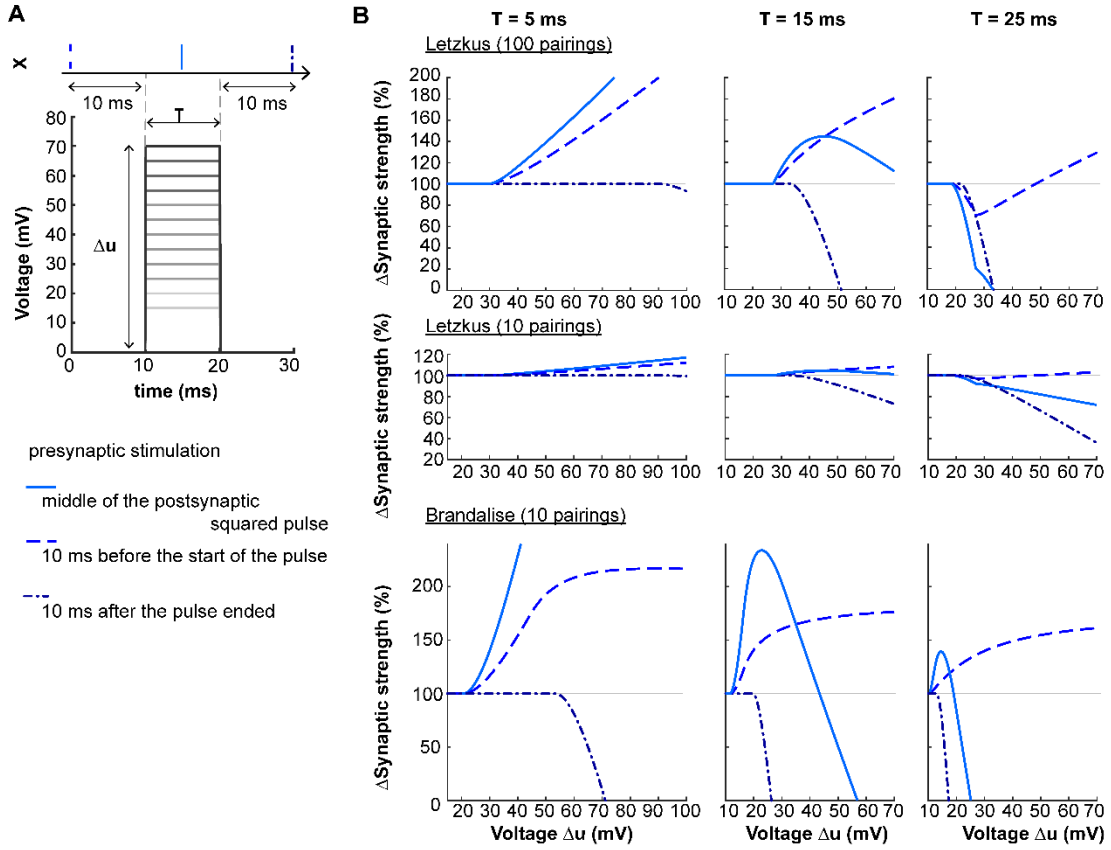 A
X
10 ms
T
10 ms
Δu
Voltage (mV)
80
70
60
50
40
30
20
10
0
0 10 20 30
time (ms)
presynaptic stimulation
middle of the postsynaptic
squared pulse
10 ms before the start of the pulse
10 ms after the pulse ended
B
T = 5 ms T = 15 ms T = 25 ms
Letzkus (100 pairings)
ΔSynaptic strength (%)
200
180
160
140
120
100
80
60
40
20
0
20 30 40 50 60 70 80 90 100
10 20 30 40 50 60 70
10 20 30 40 50 60 70
Letzkus (10 pairings)
ΔSynaptic strength (%)
120
100
80
60
40
20
20 30 40 50 60 70 80 90 100
10 20 30 40 50 60 70
10 20 30 40 50 60 70
Brandalise (10 pairings)
ΔSynaptic strength (%)
200
150
100
50
0
20 30 40 50 60 70 80 90 100
10 20 30 40 50 60 70
10 20 30 40 50 60 70
Voltage Δu (mV) Voltage Δu (mV) Voltage Δu (mV)